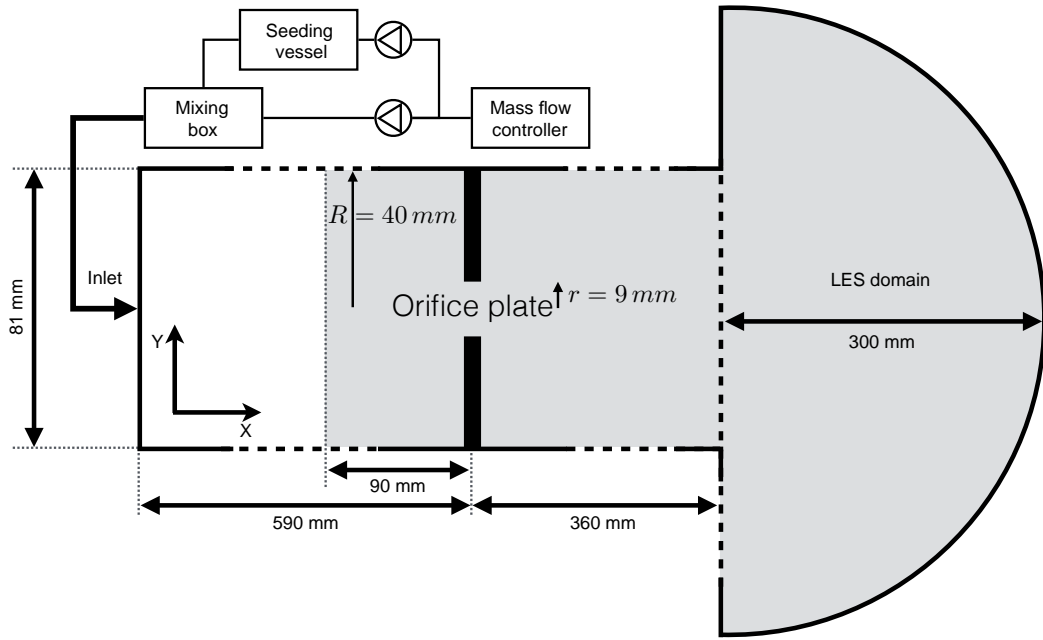 Seeding
vessel
Mixing
box
Mass flow
controller
R = 40 mm
Inlet
81 mm
Orifice plate
r = 9 mm
LES domain
300 mm
Y
X
90 mm
590 mm
360 mm